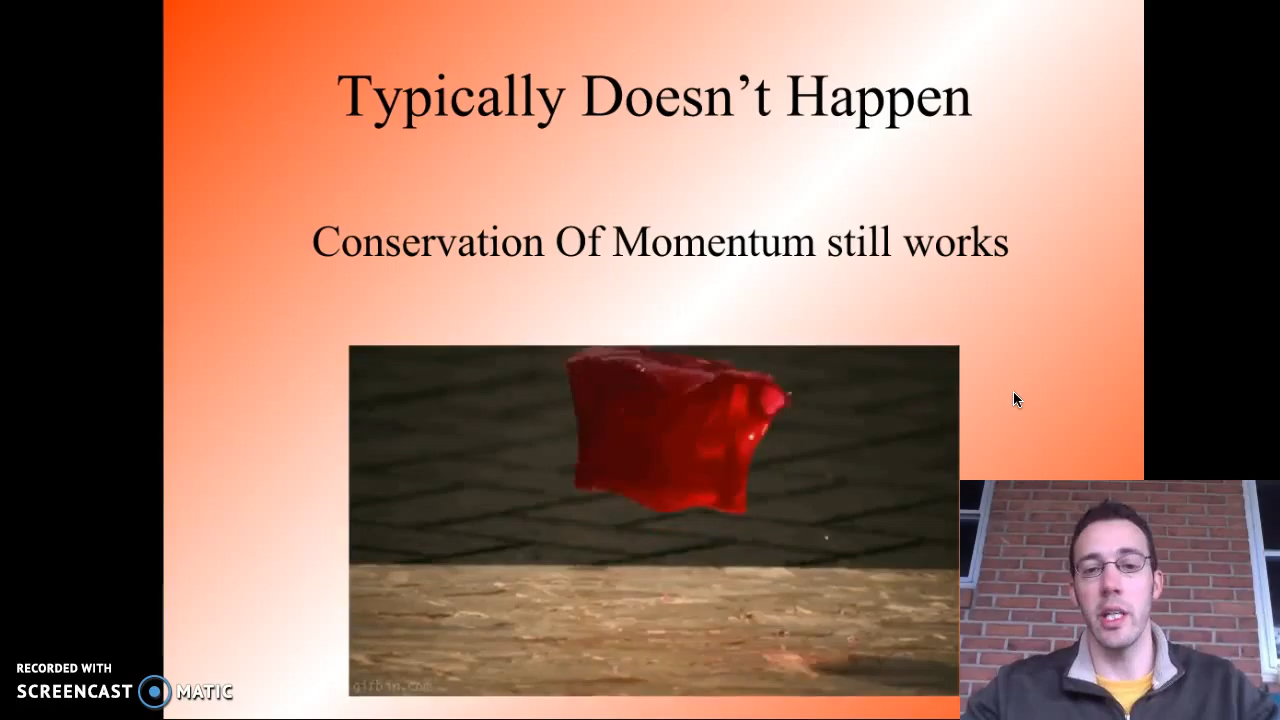 Typically Doesn't Happen
Conservation Of Momentum still works
gifbin.com
RECORDED WITH
SCREENCAST MATIC